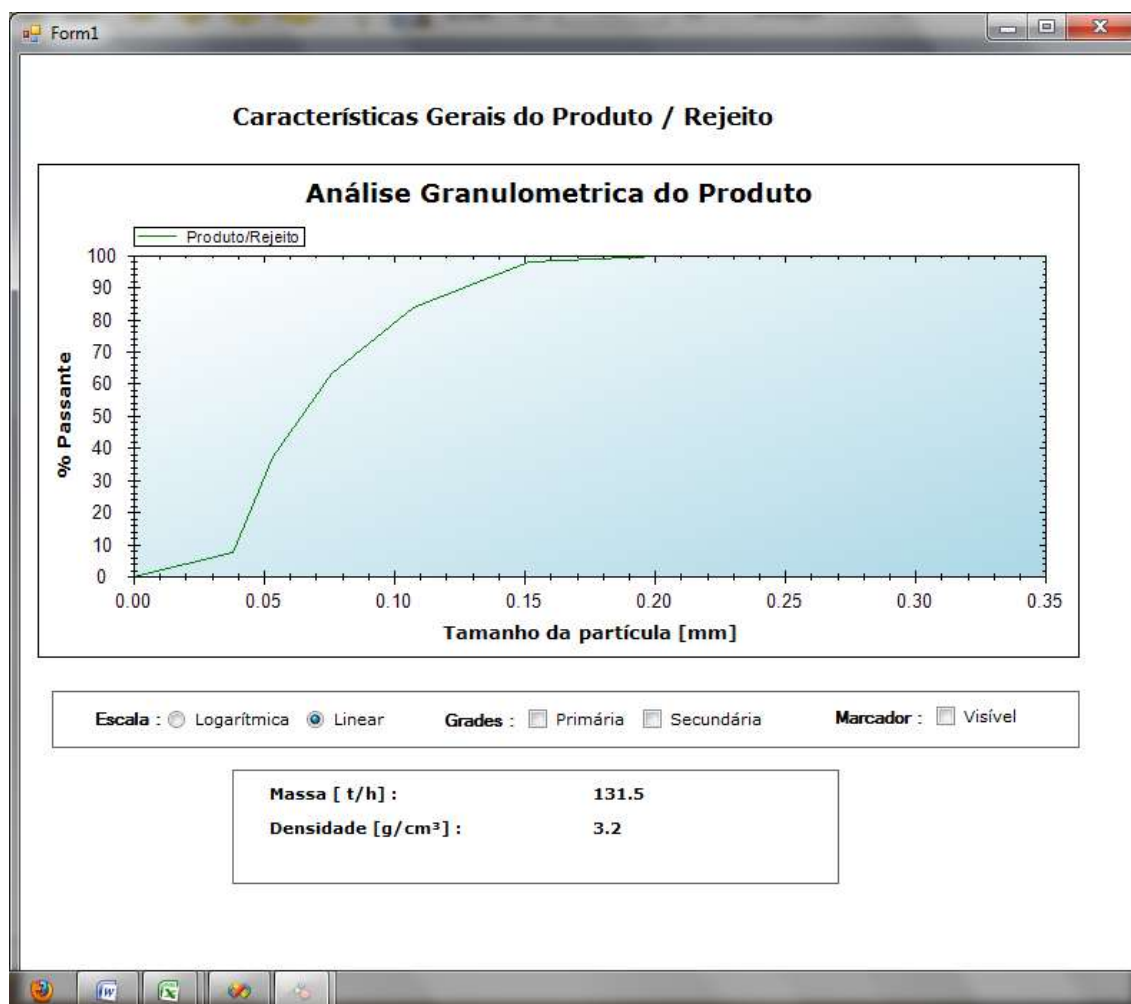 Form1
Características Gerais do Produto / Rejeito
Análise Granulometrica do Produto
Produto/Rejeito
100
90
80
70
60
50
40
30
20
10
0
% Passante
0.00 0.05 0.10 0.15 0.20 0.25 0.30 0.35
Tamanho da partícula [mm]
Escala : Logarítmica Linear Grades : Primária Secundária Marcador : Visível
Massa [ t/h] : 131.5
Densidade [g/cm³] : 3.2